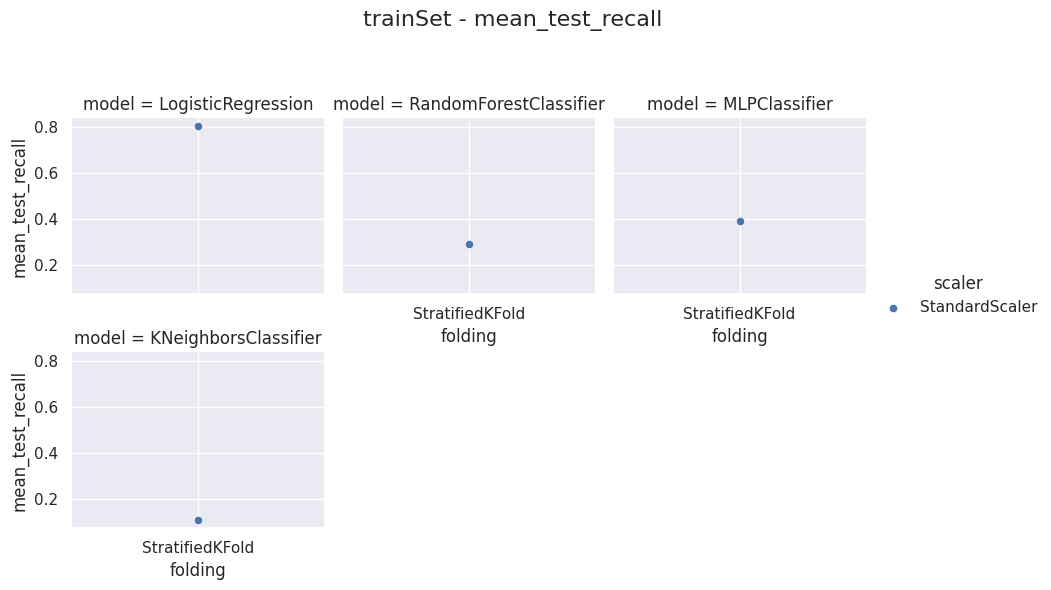 trainSet - mean_test_recall
model = LogisticRegression
model = RandomForestClassifier
model = MLPClassifier
mean_test_recall
0.8
0.6
0.4
0.2
StratifiedKFold
folding
StratifiedKFold
folding
scaler
StandardScaler
model = KNeighborsClassifier
mean_test_recall
0.8
0.6
0.4
0.2
StratifiedKFold
folding